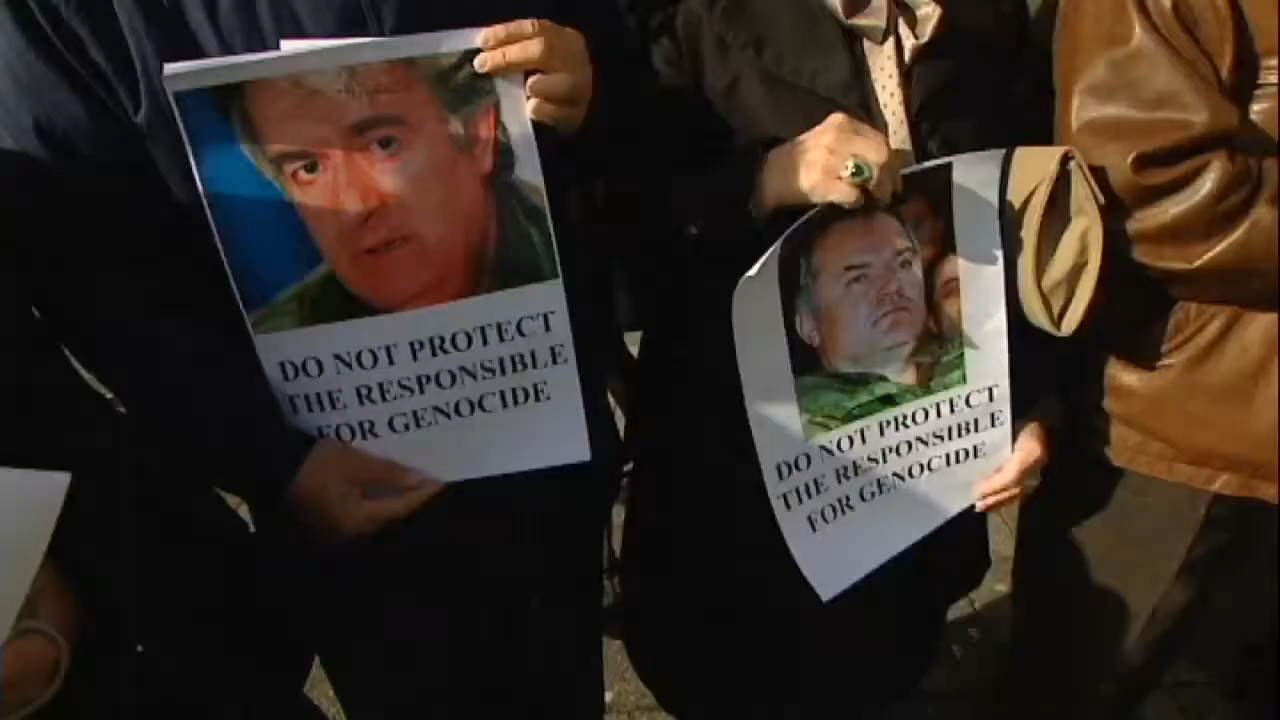 DO NOT PROTECT
THE RESPONSIBLE
FOR GENOCIDE
DO NOT PROTECT
THE RESPONSIBLE
FOR GENOCIDE